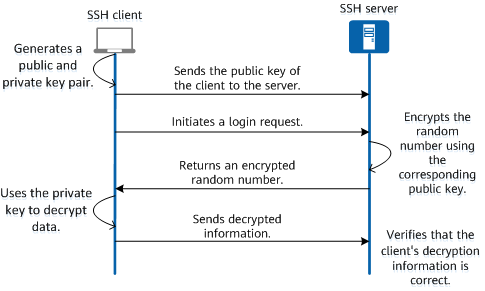 SSH client
SSH server
Generates a
public and
private key pair.
Sends the public key of
the client to the server.
Initiates a login request.
Encrypts the
random
number using
the
corresponding
public key.
Returns an encrypted
random number.
Uses the private
key to decrypt
data.
Sends decrypted
information.
Verifies that the
client's decryption
information is
correct.